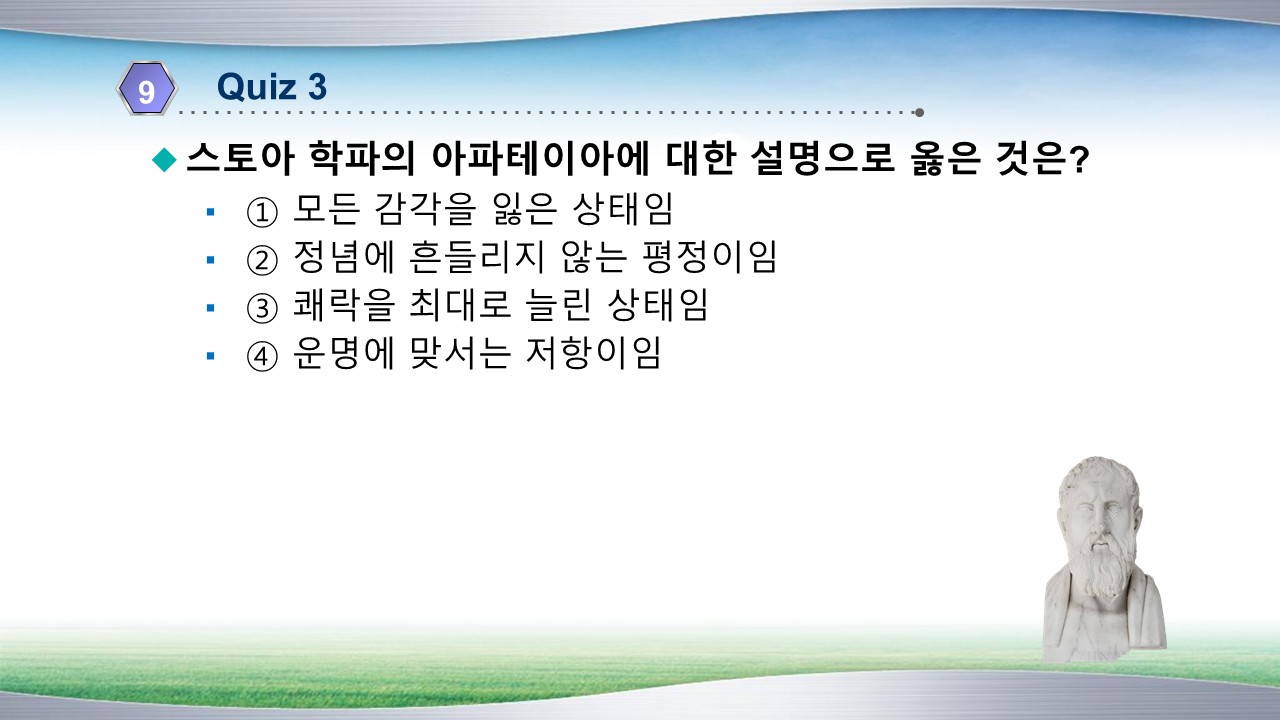 9
Quiz 3
스토아 학파의 아파테이아에 대한 설명으로 옳은 것은?
① 모든 감각을 잃은 상태임
② 정념에 흔들리지 않는 평정이임
③ 쾌락을 최대로 늘린 상태임
④ 운명에 맞서는 저항이임